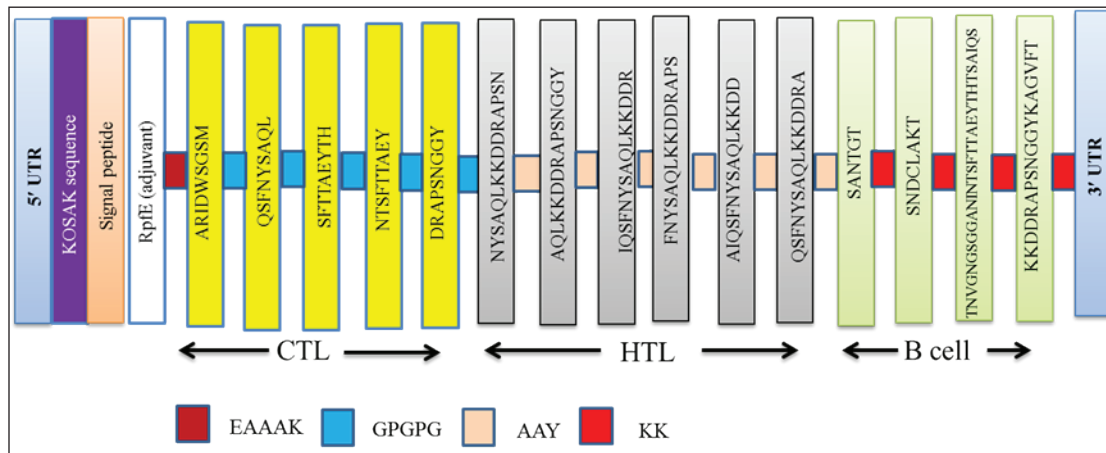 5' UTR
KOSAK sequence
Signal peptide
RpfE (adjuvant)
ARIDWSGSM
QSFNYSAQL
SFTTAEYTH
NTSFTTAEY
DRAPSNGGY
NYSAQLKKDDRAPSN
AQLKKDDRAPSNGGY
IQSFNYSAQLKKDDR
FNYSAQLKKDDRAPS
AIQSFNYSAQLKKDD
QSFNYSAQLKKDDRA
SANTGT
SNDCLAKT
TNVGNGSGGANINTSFTTAEYTHTSAIQS
KKDDRAPSNGGYKAGVFT
3' UTR
CTL
HTL
B cell
EAAAK
GPGPG
AAY
KK